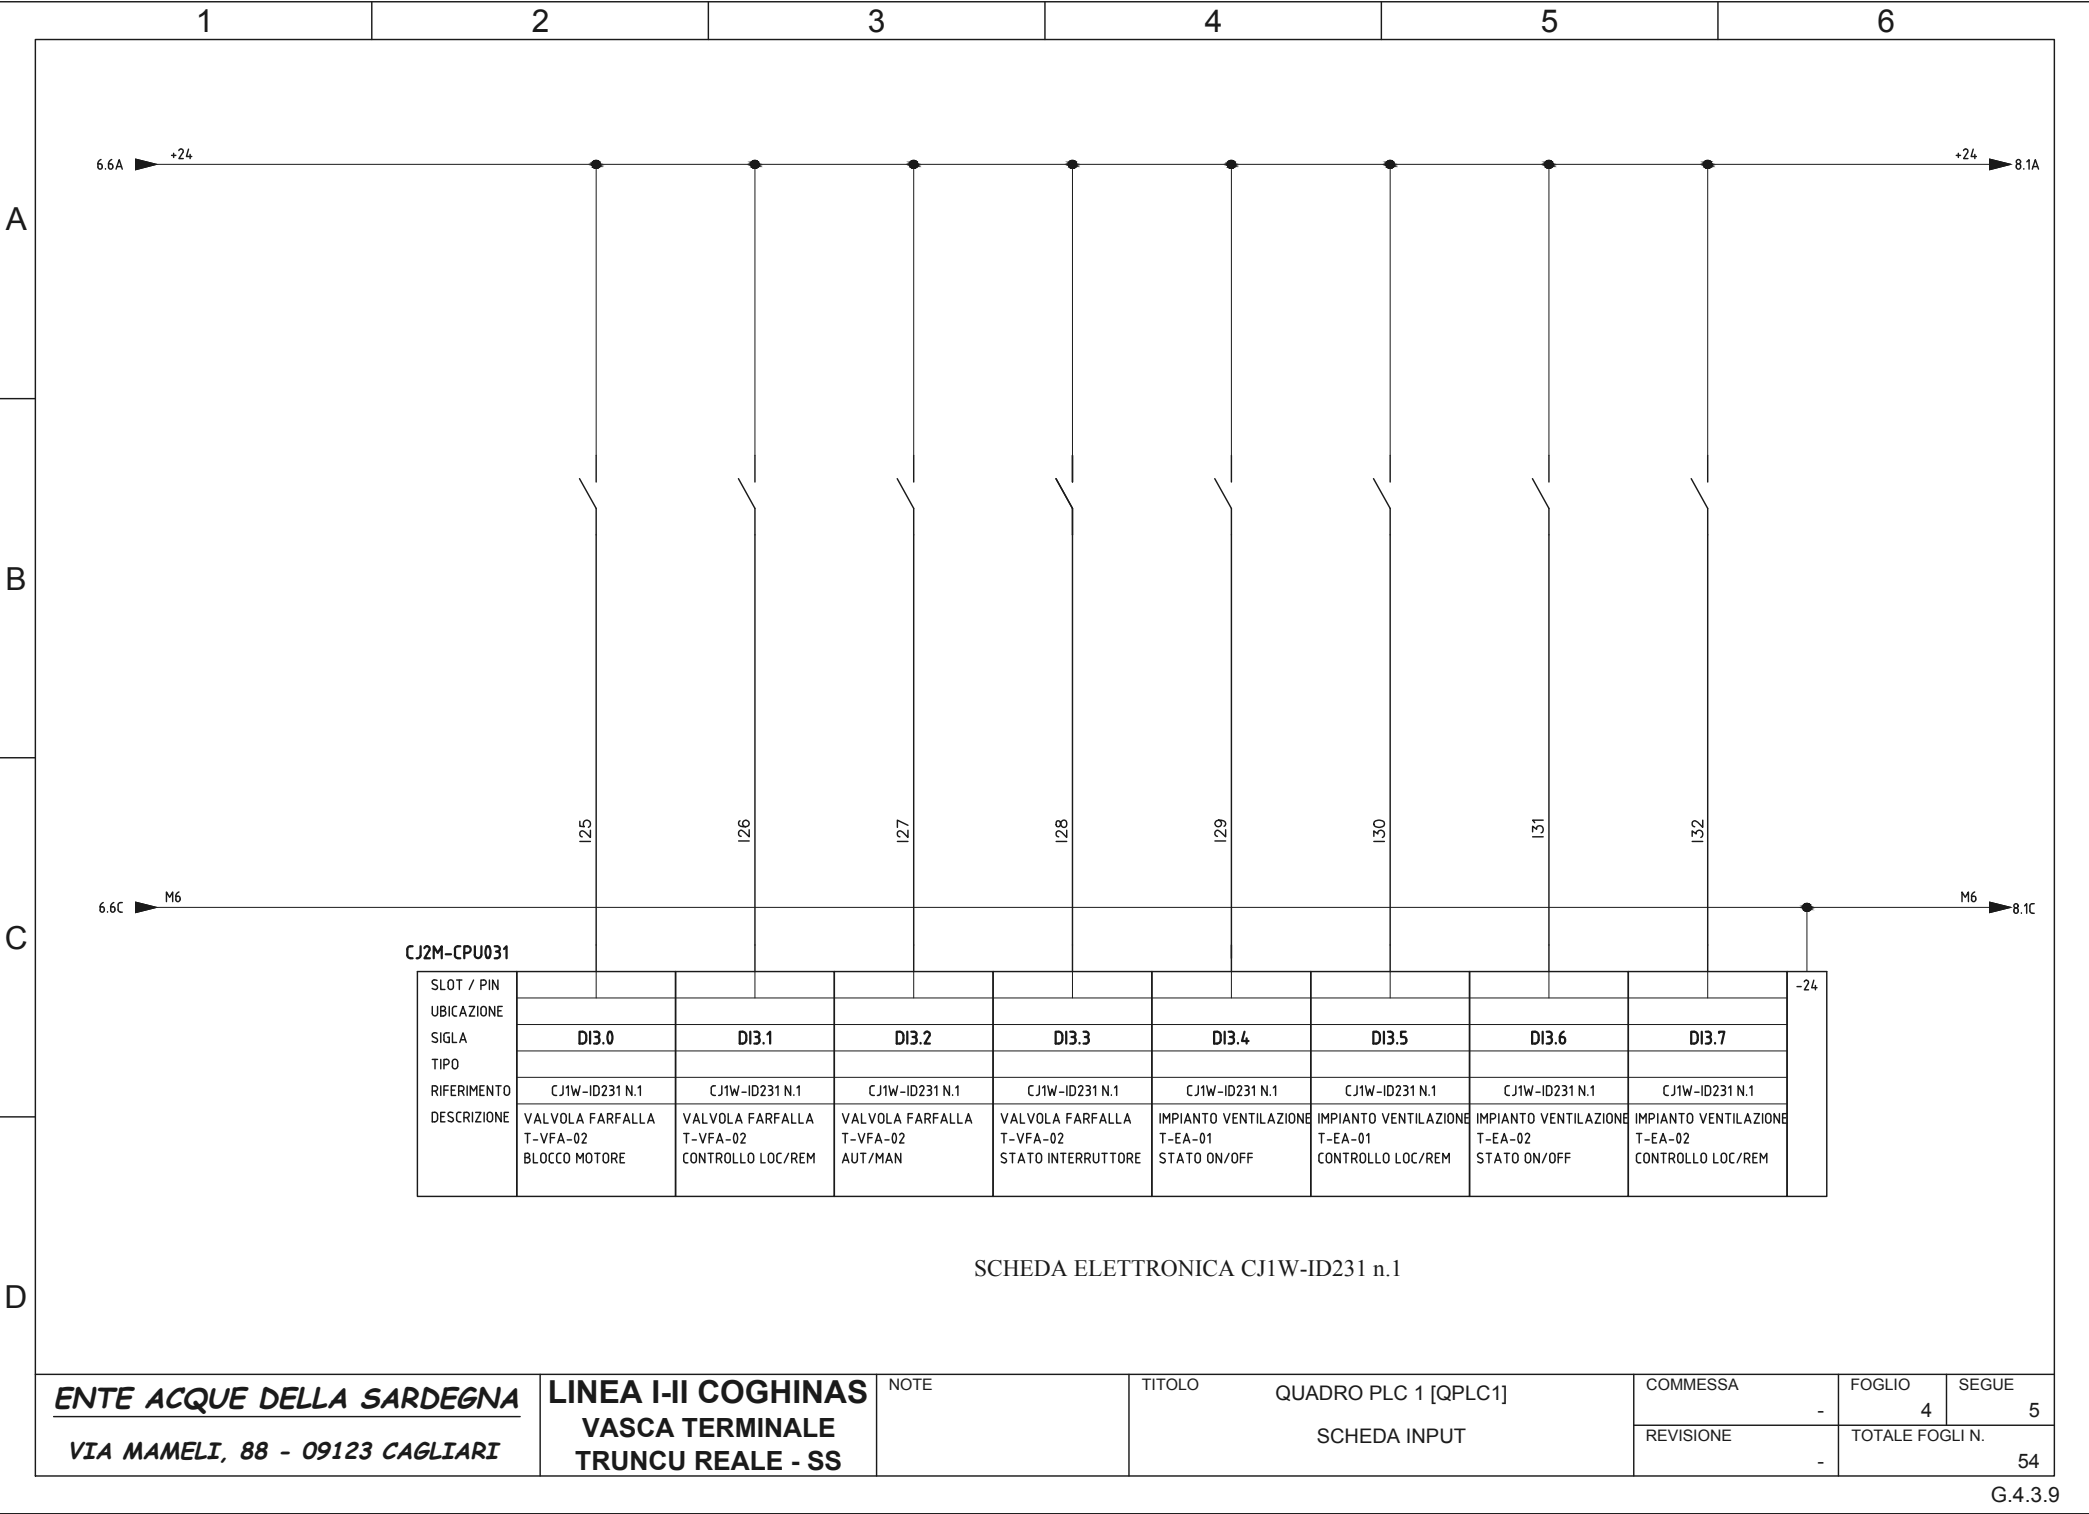 1 2 3 4 5 6
A
B
C
D
6.6A +24 +24 8.1A
I25 I26 I27 I28 I29 I30 I31 I32
6.6C M6 M6 8.1C
CJ2M-CPU031
SLOT / PIN -24
UBICAZIONE
SIGLA DI3.0 DI3.1 DI3.2 DI3.3 DI3.4 DI3.5 DI3.6 DI3.7
TIPO
RIFERIMENTO CJ1W-ID231 N.1 CJ1W-ID231 N.1 CJ1W-ID231 N.1 CJ1W-ID231 N.1 CJ1W-ID231 N.1 CJ1W-ID231 N.1 CJ1W-ID231 N.1 CJ1W-ID231 N.1
DESCRIZIONE VALVOLA FARFALLA VALVOLA FARFALLA VALVOLA FARFALLA VALVOLA FARFALLA IMPIANTO VENTILAZIONE IMPIANTO VENTILAZIONE IMPIANTO VENTILAZIONE IMPIANTO VENTILAZIONE
T-VFA-02 T-VFA-02 T-VFA-02 T-VFA-02 T-EA-01 T-EA-01 T-EA-02 T-EA-02
BLOCCO MOTORE CONTROLLO LOC/REM AUT/MAN STATO INTERRUTTORE STATO ON/OFF CONTROLLO LOC/REM STATO ON/OFF CONTROLLO LOC/REM
SCHEDA ELETTRONICA CJ1W-ID231 n.1
ENTE ACQUE DELLA SARDEGNA
VIA MAMELI, 88 - 09123 CAGLIARI
LINEA I-II COGHINAS
VASCA TERMINALE
TRUNCU REALE - SS
NOTE
TITOLO
QUADRO PLC 1 [QPLC1]
SCHEDA INPUT
COMMESSA
-
REVISIONE
-
FOGLIO
4
SEGUE
5
TOTALE FOGLI N.
54
G.4.3.9